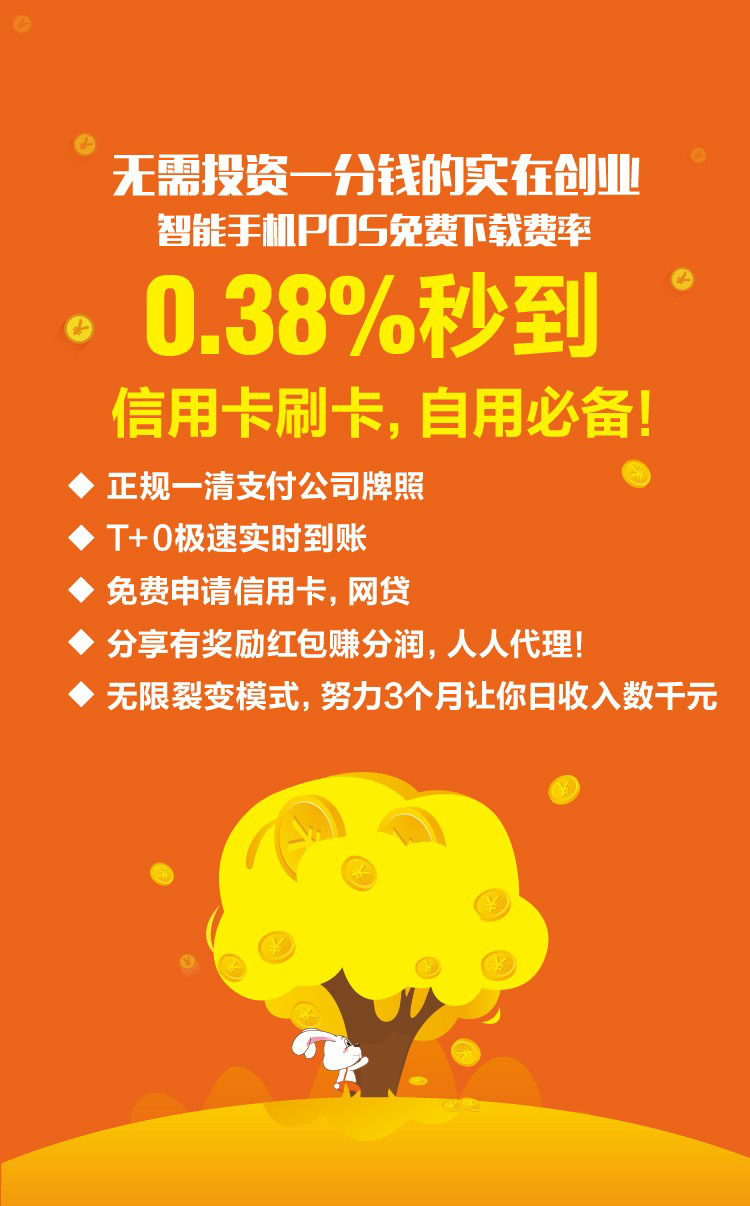 无需投资一分钱的实在创业
智能手机POS免费下载费率
0.38%秒到
信用卡刷卡，自用必备！
◆ 正规一清支付公司牌照
◆ T+0极速实时到账
◆ 免费申请信用卡，网贷
◆ 分享有奖励红包赚分润，人人代理！
◆ 无限裂变模式，努力3个月让你日收入数千元